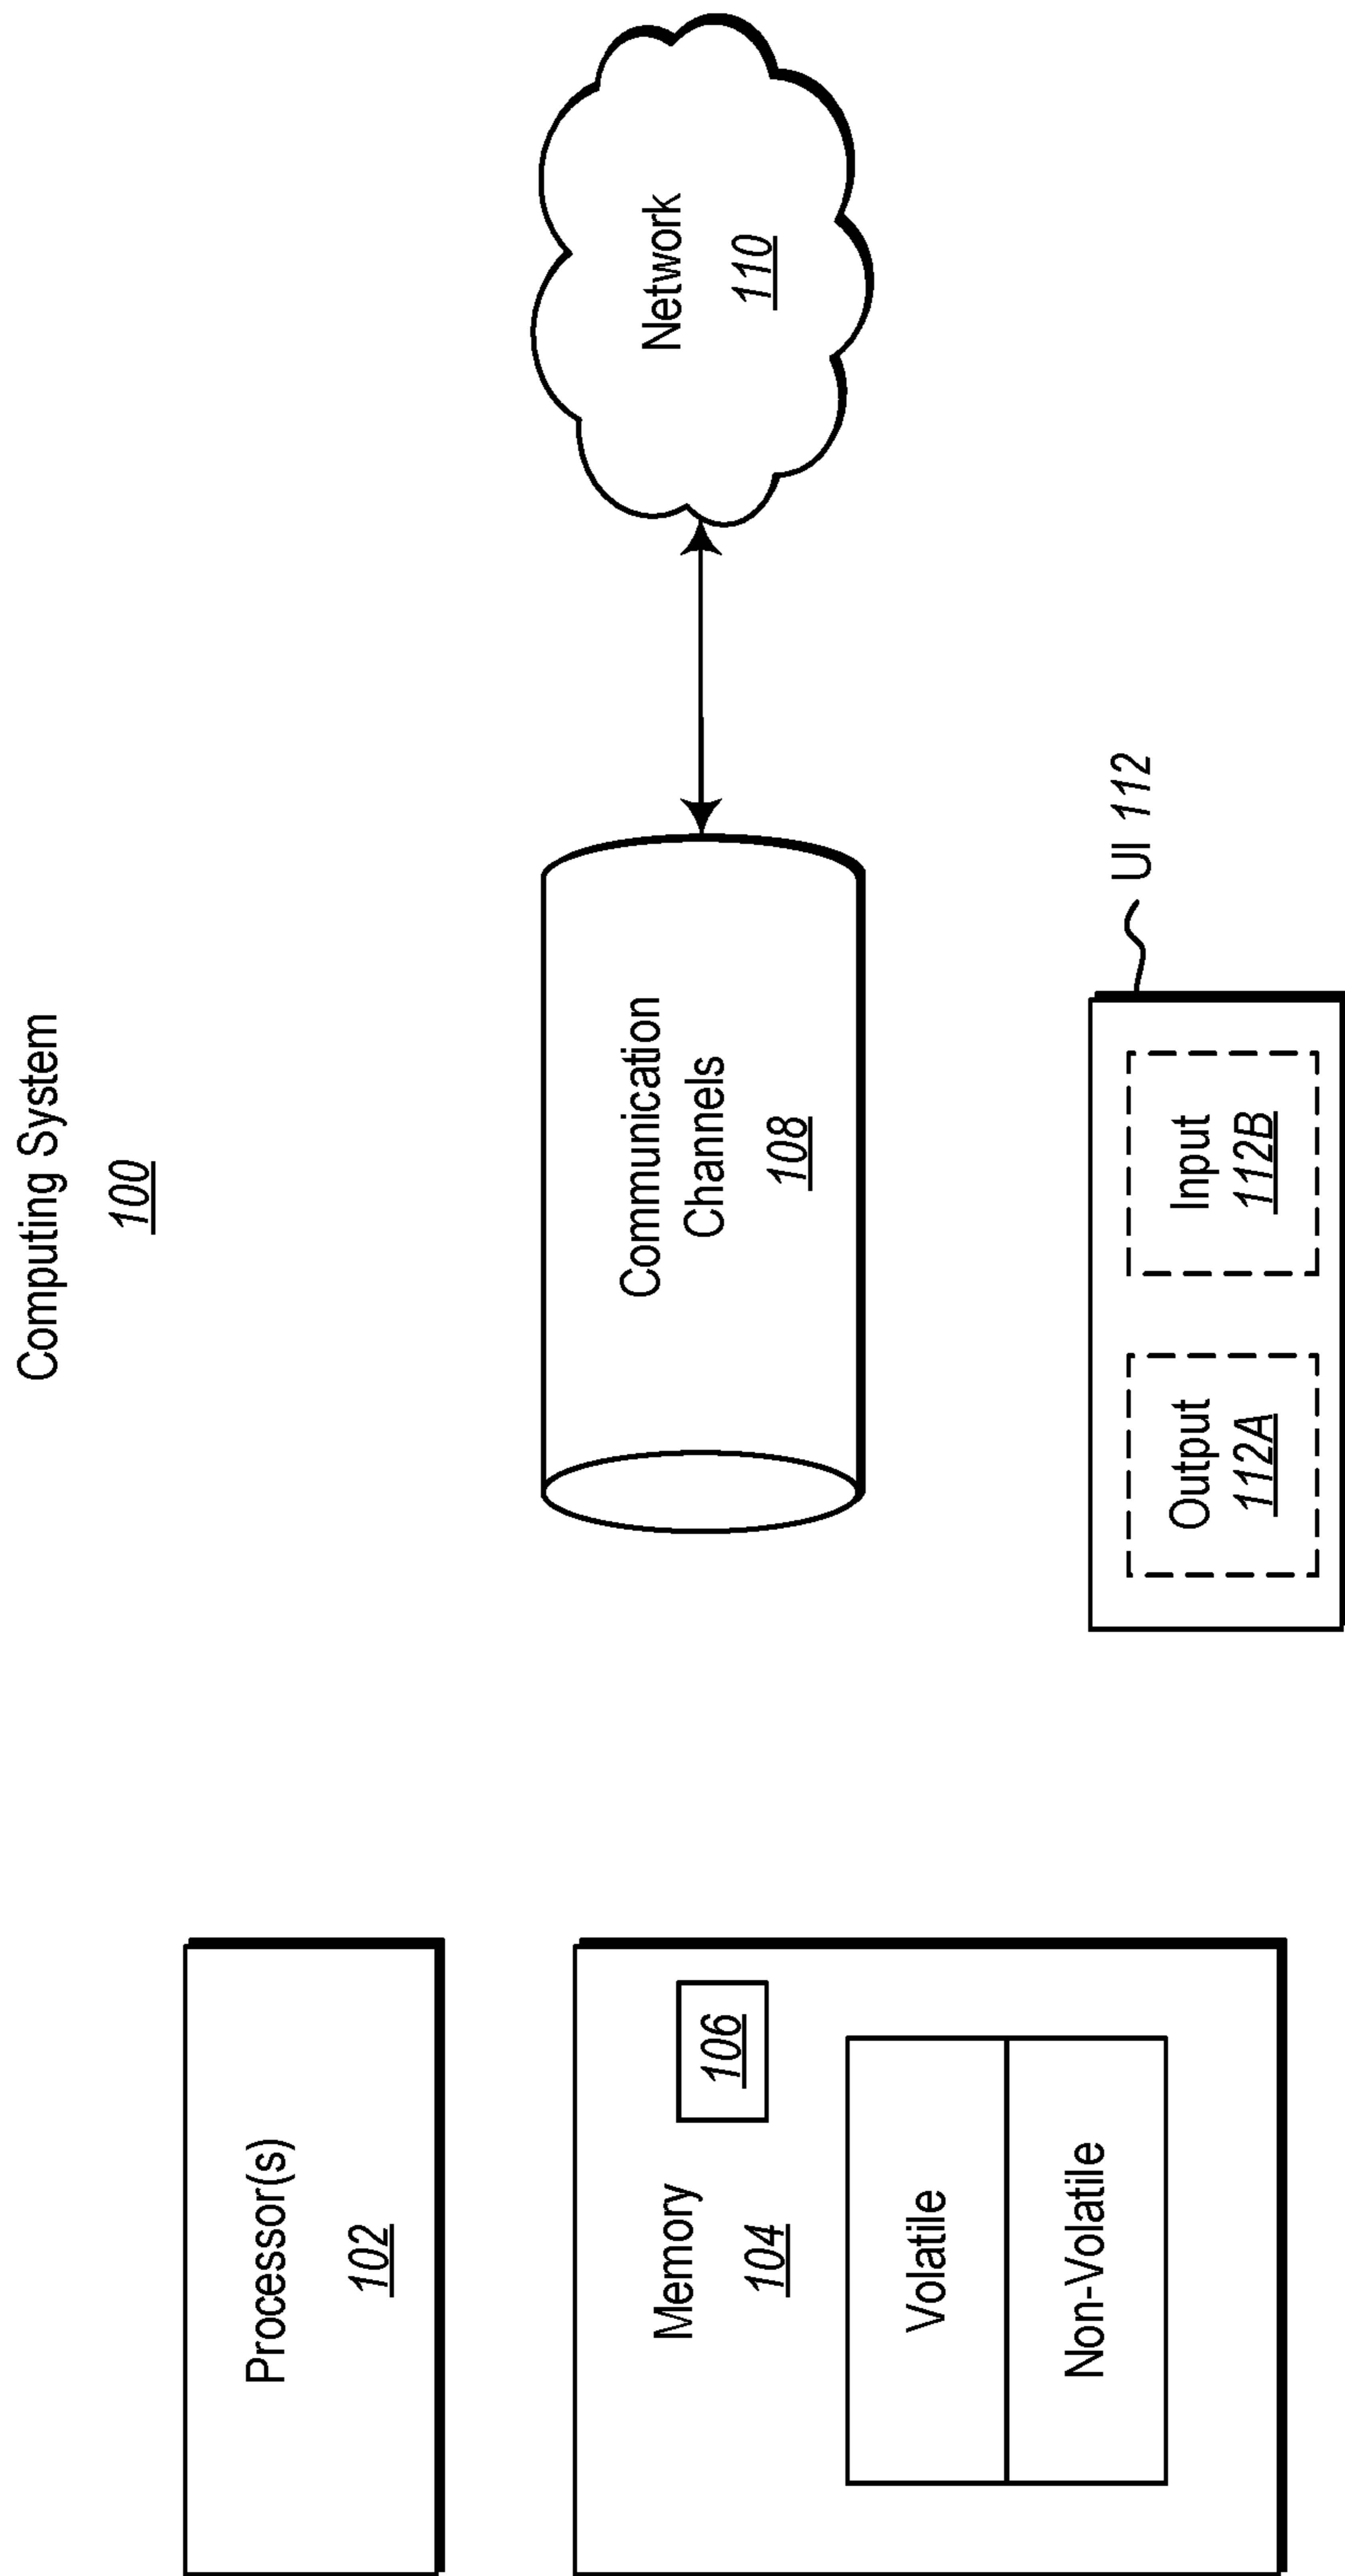 Computing System
100
Processor(s)
102
Memory
104
106
Volatile
Non-Volatile
Communication
Channels
108
Network
110
UI 112
Output
112A
Input
112B